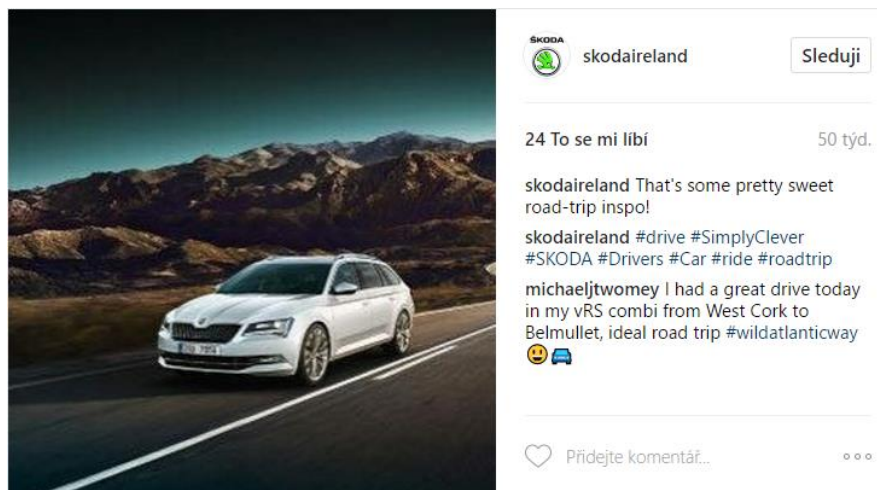 ŠKODA
skodaireland
Sleduji
24 To se mi líbí
50 týd.
skodaireland That's some pretty sweet
road-trip inspo!
skodaireland #drive #SimplyClever
#SKODA #Drivers #Car #ride #roadtrip
michaeljtwomey I had a great drive today
in my vRS combi from West Cork to
Belmullet, ideal road trip #wildatlanticway
😃🚘
Přidejte komentář...